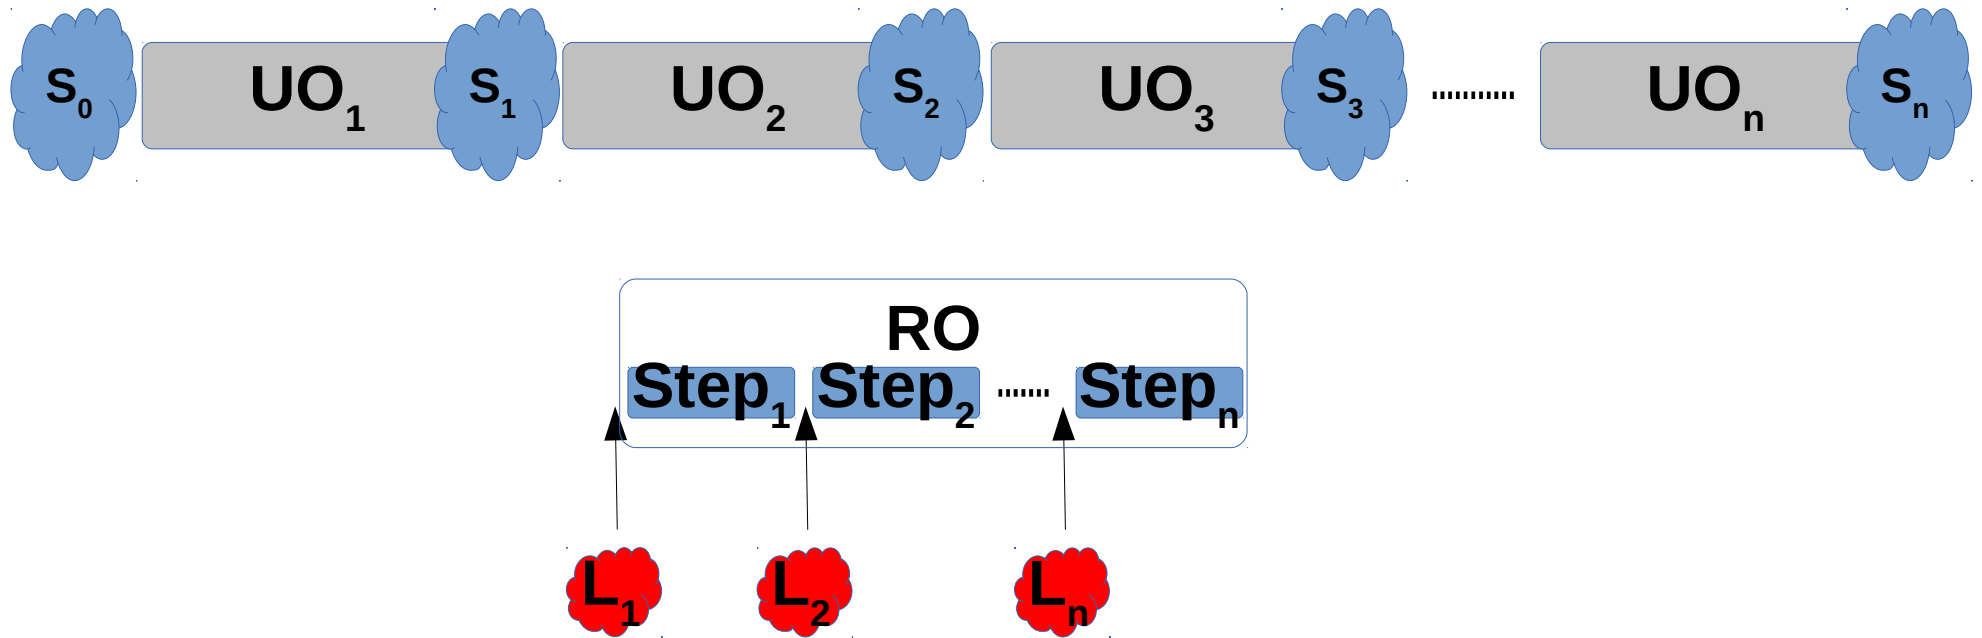 S₀ UO₁ S₁ UO₂ S₂ UO₃ S₃ .......... UOₙ Sₙ
RO
Step₁ Step₂ ....... Stepₙ
L₁ L₂ Lₙ